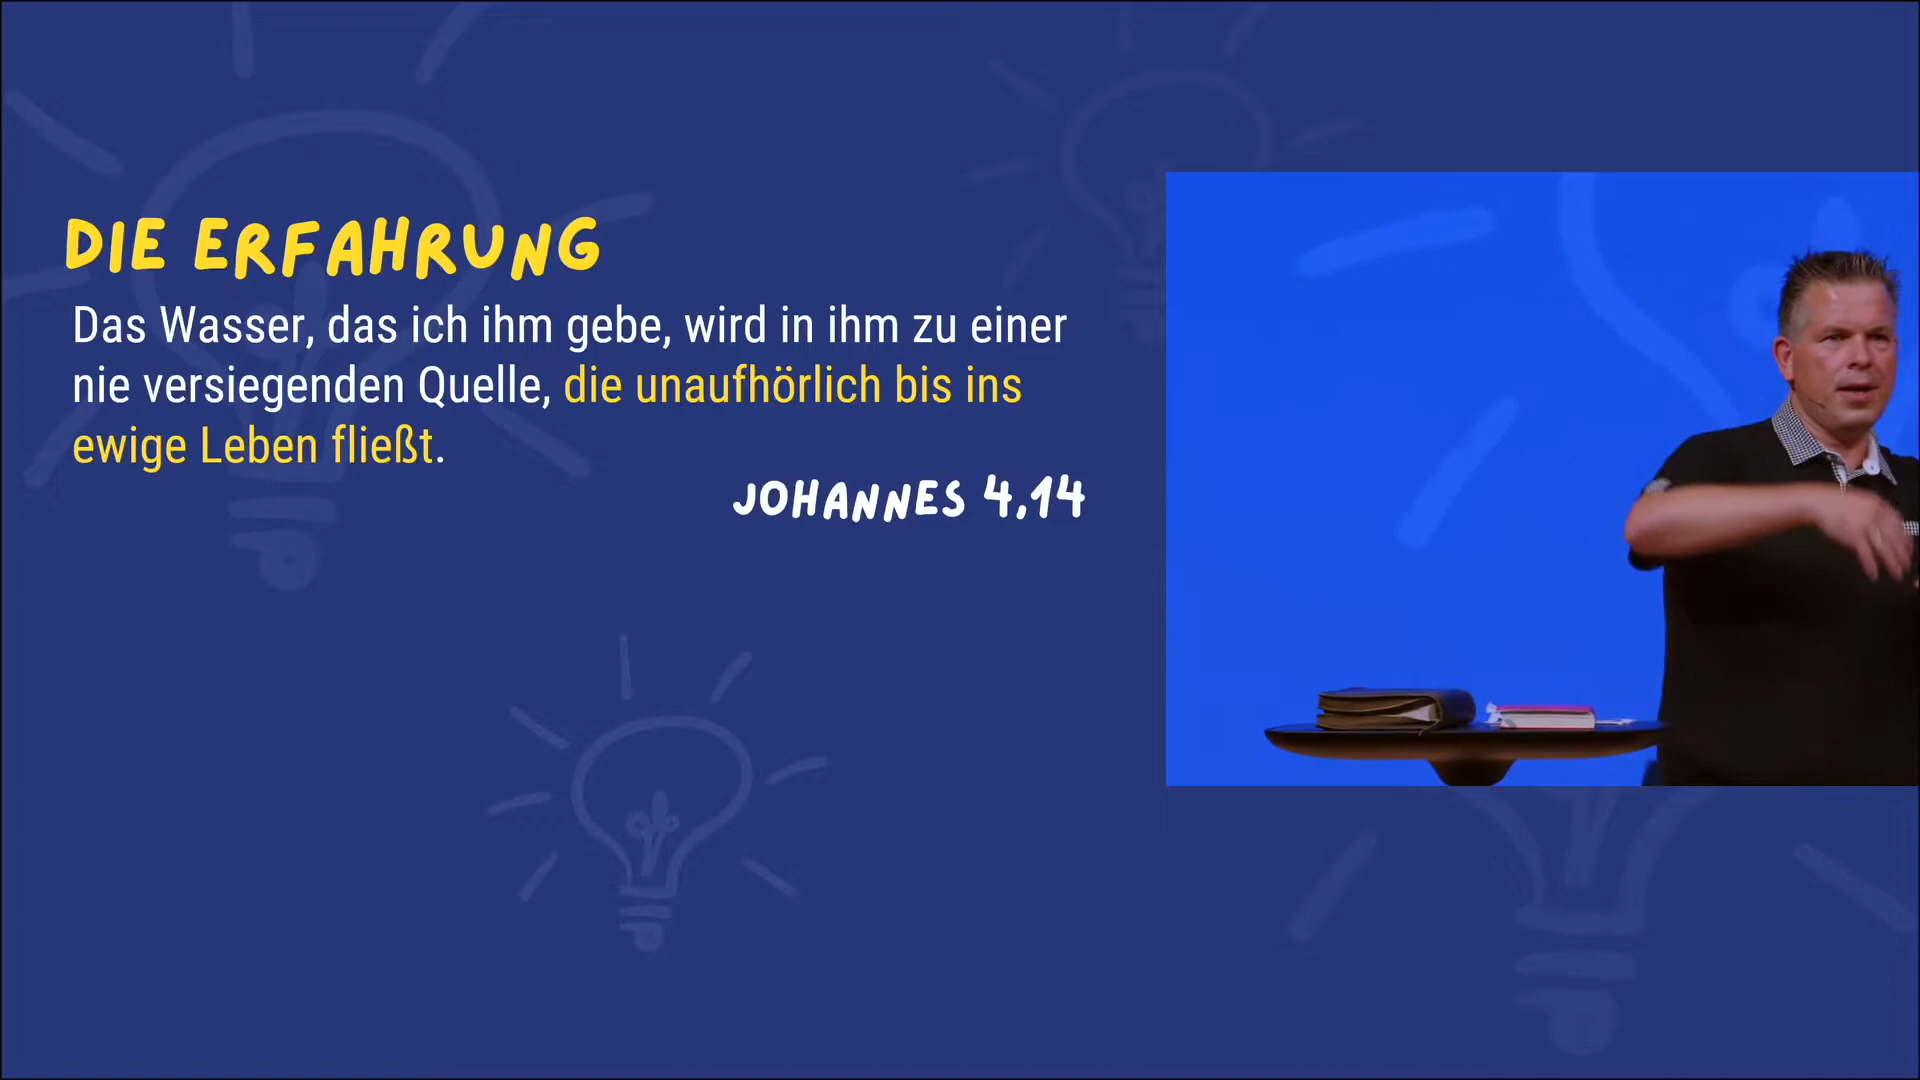 DIE ERFAHRUNG
Das Wasser, das ich ihm gebe, wird in ihm zu einer
nie versiegenden Quelle, die unaufhörlich bis ins
ewige Leben fließt.
JOHANNES 4,14